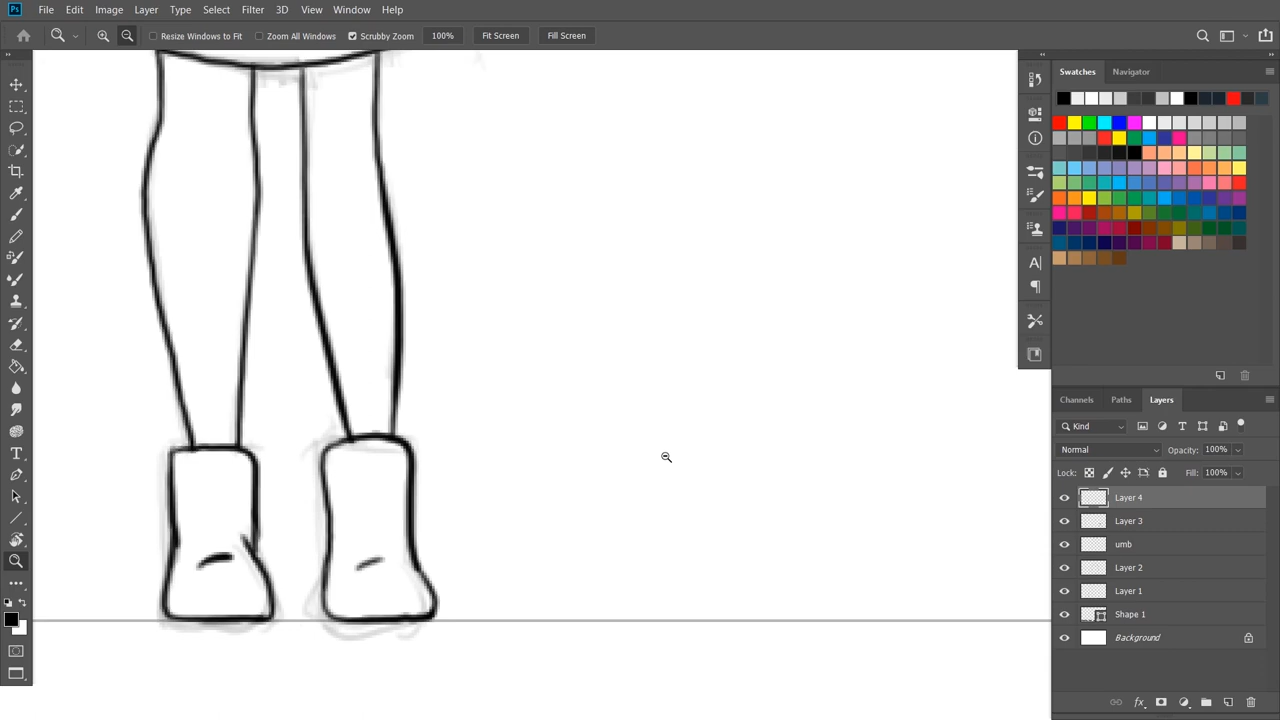 Ps File Edit Image Layer Type Select Filter 3D View Window Help
Resize Windows to Fit Zoom All Windows Scrubby Zoom 100% Fit Screen Fill Screen
Swatches Navigator
Channels Paths Layers
Kind
Normal Opacity: 100%
Lock: Fill: 100%
Layer 4
Layer 3
umb
Layer 2
Layer 1
Shape 1
Background